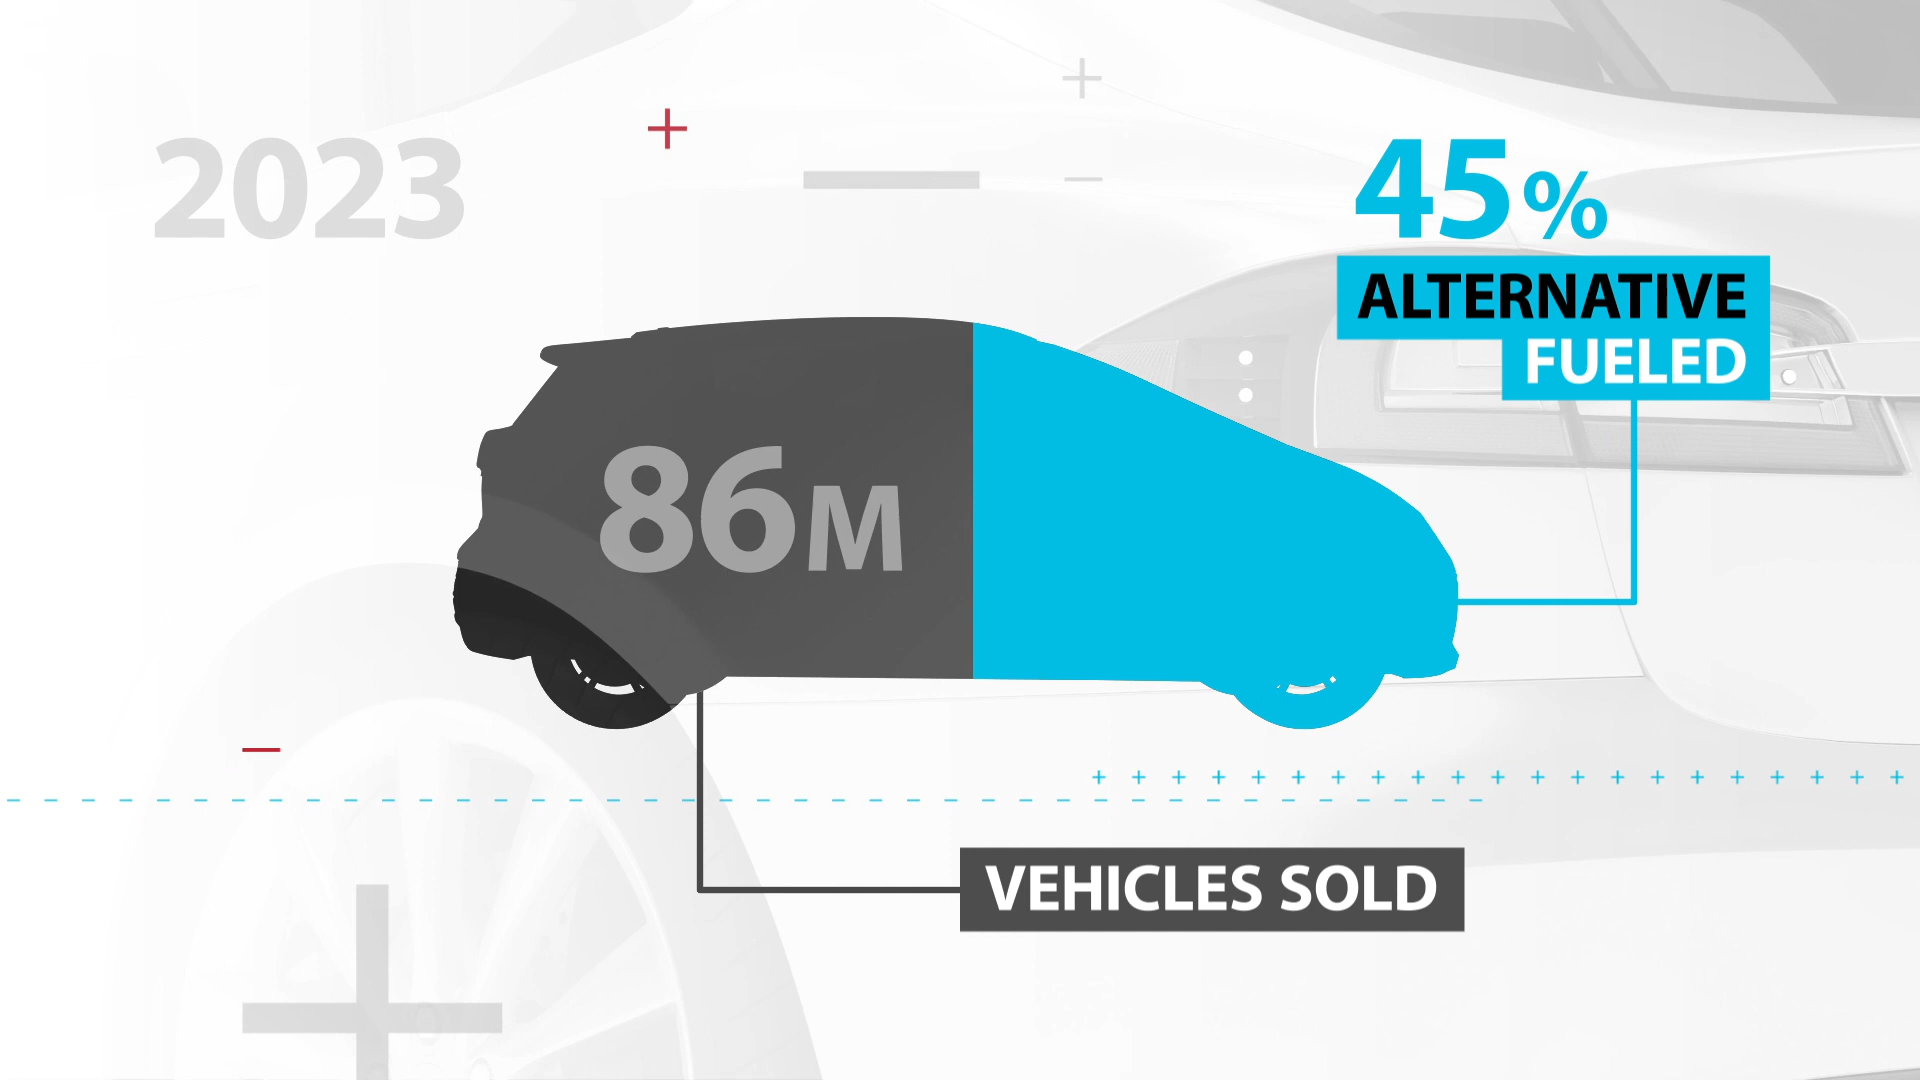 2023
45%
ALTERNATIVE
FUELED
86M
VEHICLES SOLD